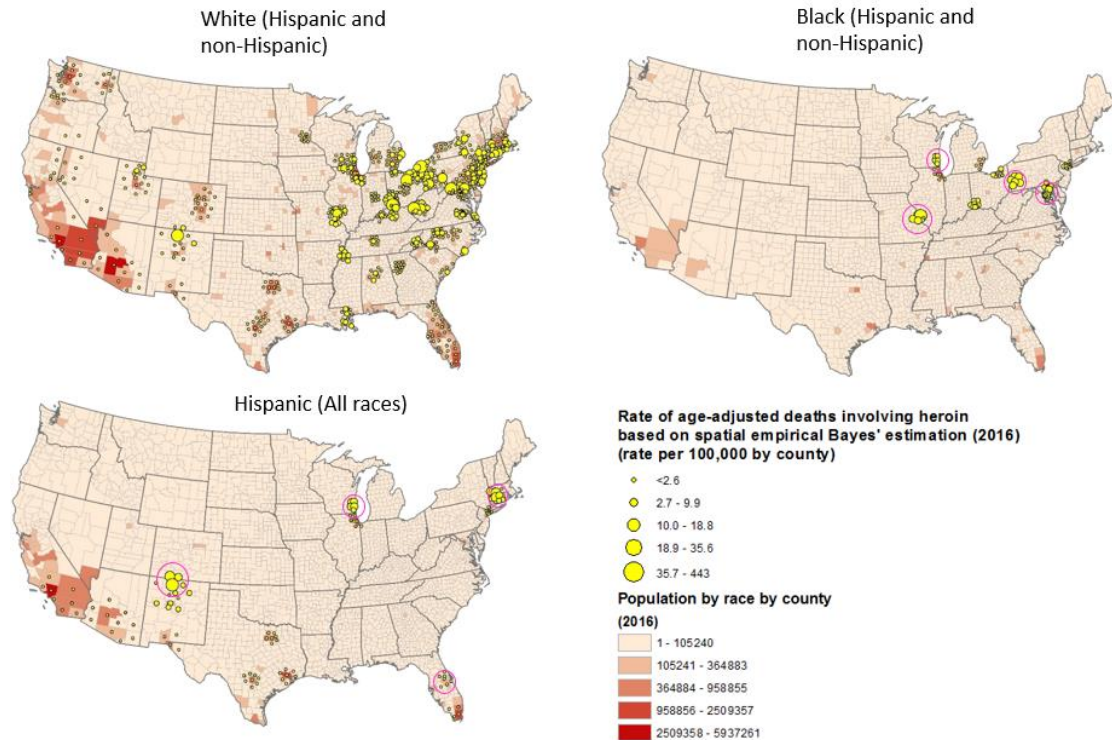 White (Hispanic and
non-Hispanic)
Black (Hispanic and
non-Hispanic)
Hispanic (All races)
Rate of age-adjusted deaths involving heroin
based on spatial empirical Bayes' estimation (2016)
(rate per 100,000 by county)
<2.6
2.7 - 9.9
10.0 - 18.8
18.9 - 35.6
35.7 - 443
Population by race by county
(2016)
1 - 105240
105241 - 364883
364884 - 958855
958856 - 2509357
2509358 - 5937261